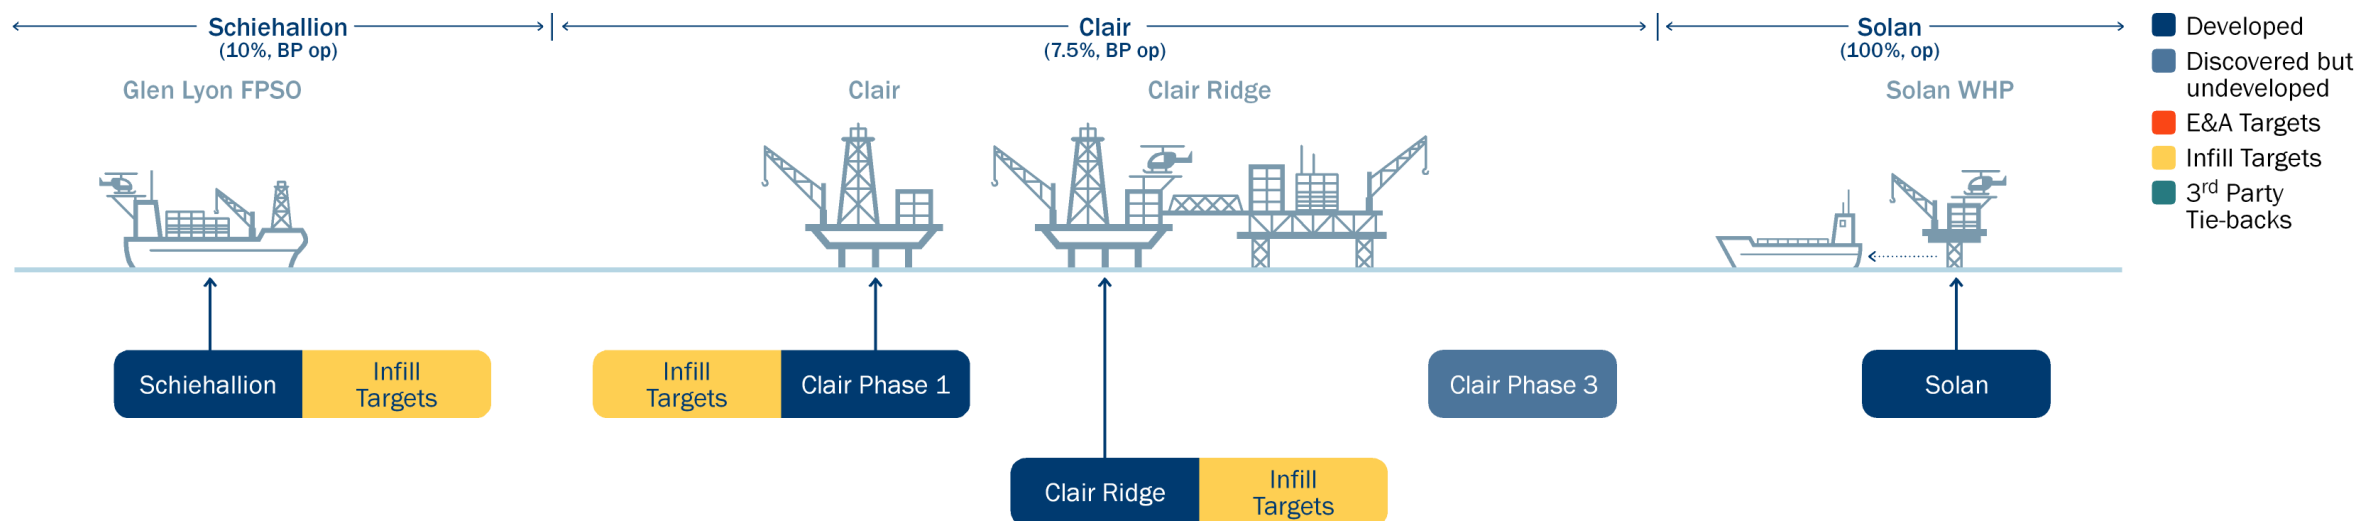 Schiehallion
(10%, BP op)
Clair
(7.5%, BP op)
Solan
(100%, op)
Glen Lyon FPSO
Clair
Clair Ridge
Solan WHP
Developed
Discovered but
undeveloped
E&A Targets
Infill Targets
3rd Party
Tie-backs
Schiehallion
Infill
Targets
Infill
Targets
Clair Phase 1
Clair Phase 3
Solan
Clair Ridge
Infill
Targets